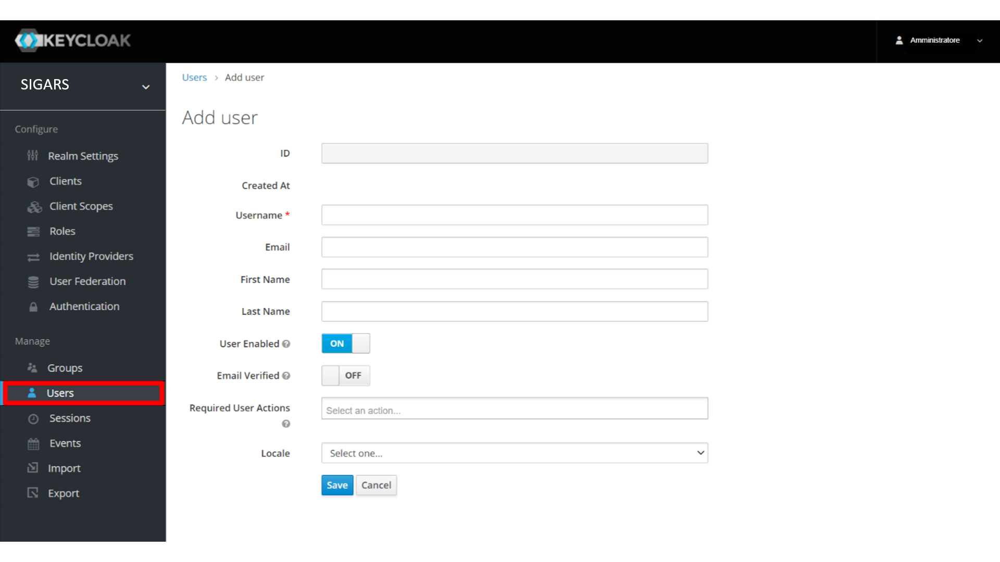 KEYCLOAK
Amministratore
SIGARS
Configure
Realm Settings
Clients
Client Scopes
Roles
Identity Providers
User Federation
Authentication
Manage
Groups
Users
Sessions
Events
Import
Export
Users > Add user
Add user
ID
Created At
Username *
Email
First Name
Last Name
User Enabled ? ON
Email Verified ? OFF
Required User Actions ? Select an action...
Locale Select one...
Save Cancel